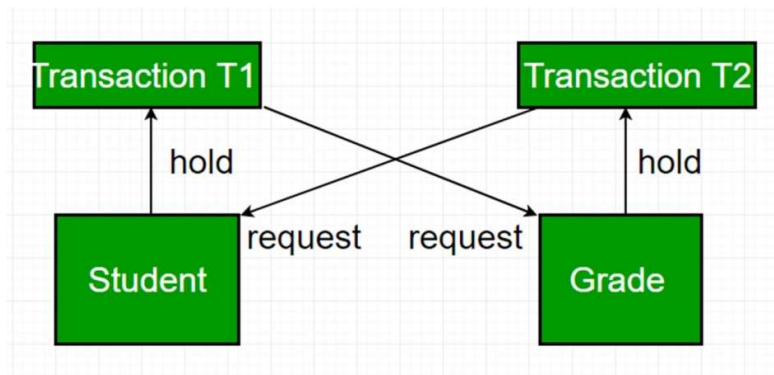 Transaction T1
Transaction T2
hold
hold
request
request
Student
Grade